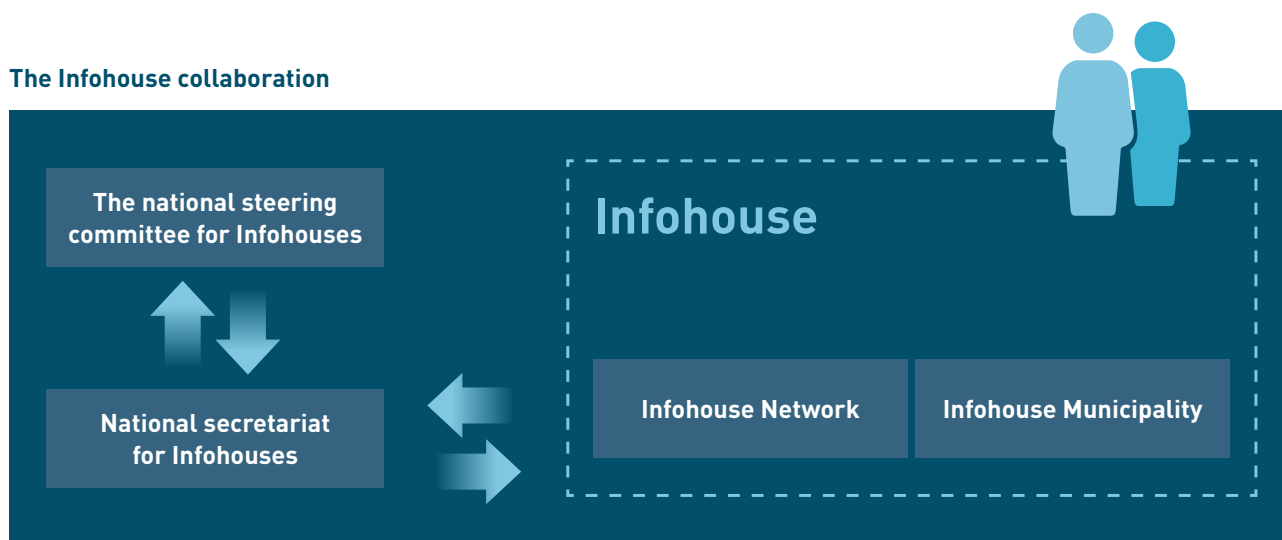 The Infohouse collaboration
The national steering
committee for Infohouses
National secretariat
for Infohouses
Infohouse
Infohouse Network
Infohouse Municipality